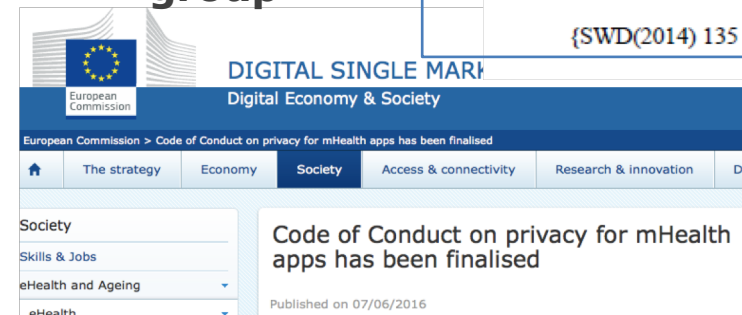 group
{SWD(2014) 135
European
Commission
DIGITAL SINGLE MARK
Digital Economy & Society
European Commission > Code of Conduct on privacy for mHealth apps has been finalised
The strategy Economy Society Access & connectivity Research & innovation D
Society
Skills & Jobs
eHealth and Ageing
eHealth
Code of Conduct on privacy for mHealth
apps has been finalised
Published on 07/06/2016